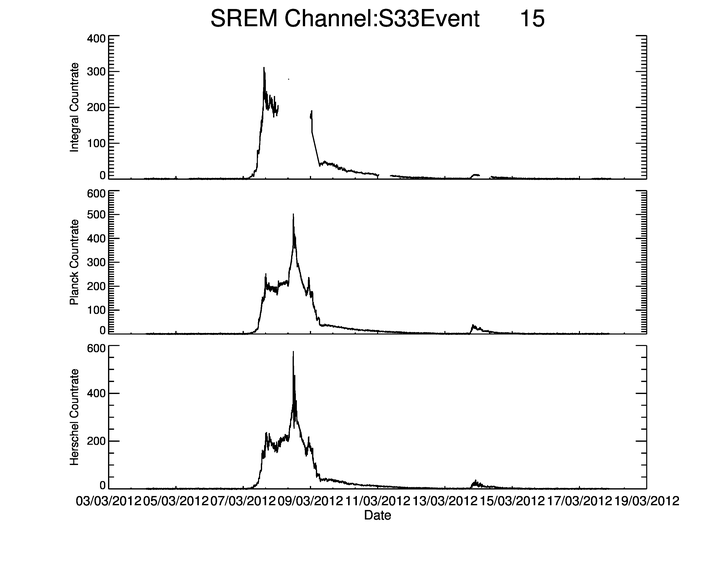 SREM Channel:S33Event 15
400
300
200
100
0
Integral Countrate
600
500
400
300
200
100
0
Planck Countrate
600
400
200
0
Herschel Countrate
03/03/2012 05/03/2012 07/03/2012 09/03/2012 11/03/2012 13/03/2012 15/03/2012 17/03/2012 19/03/2012
Date